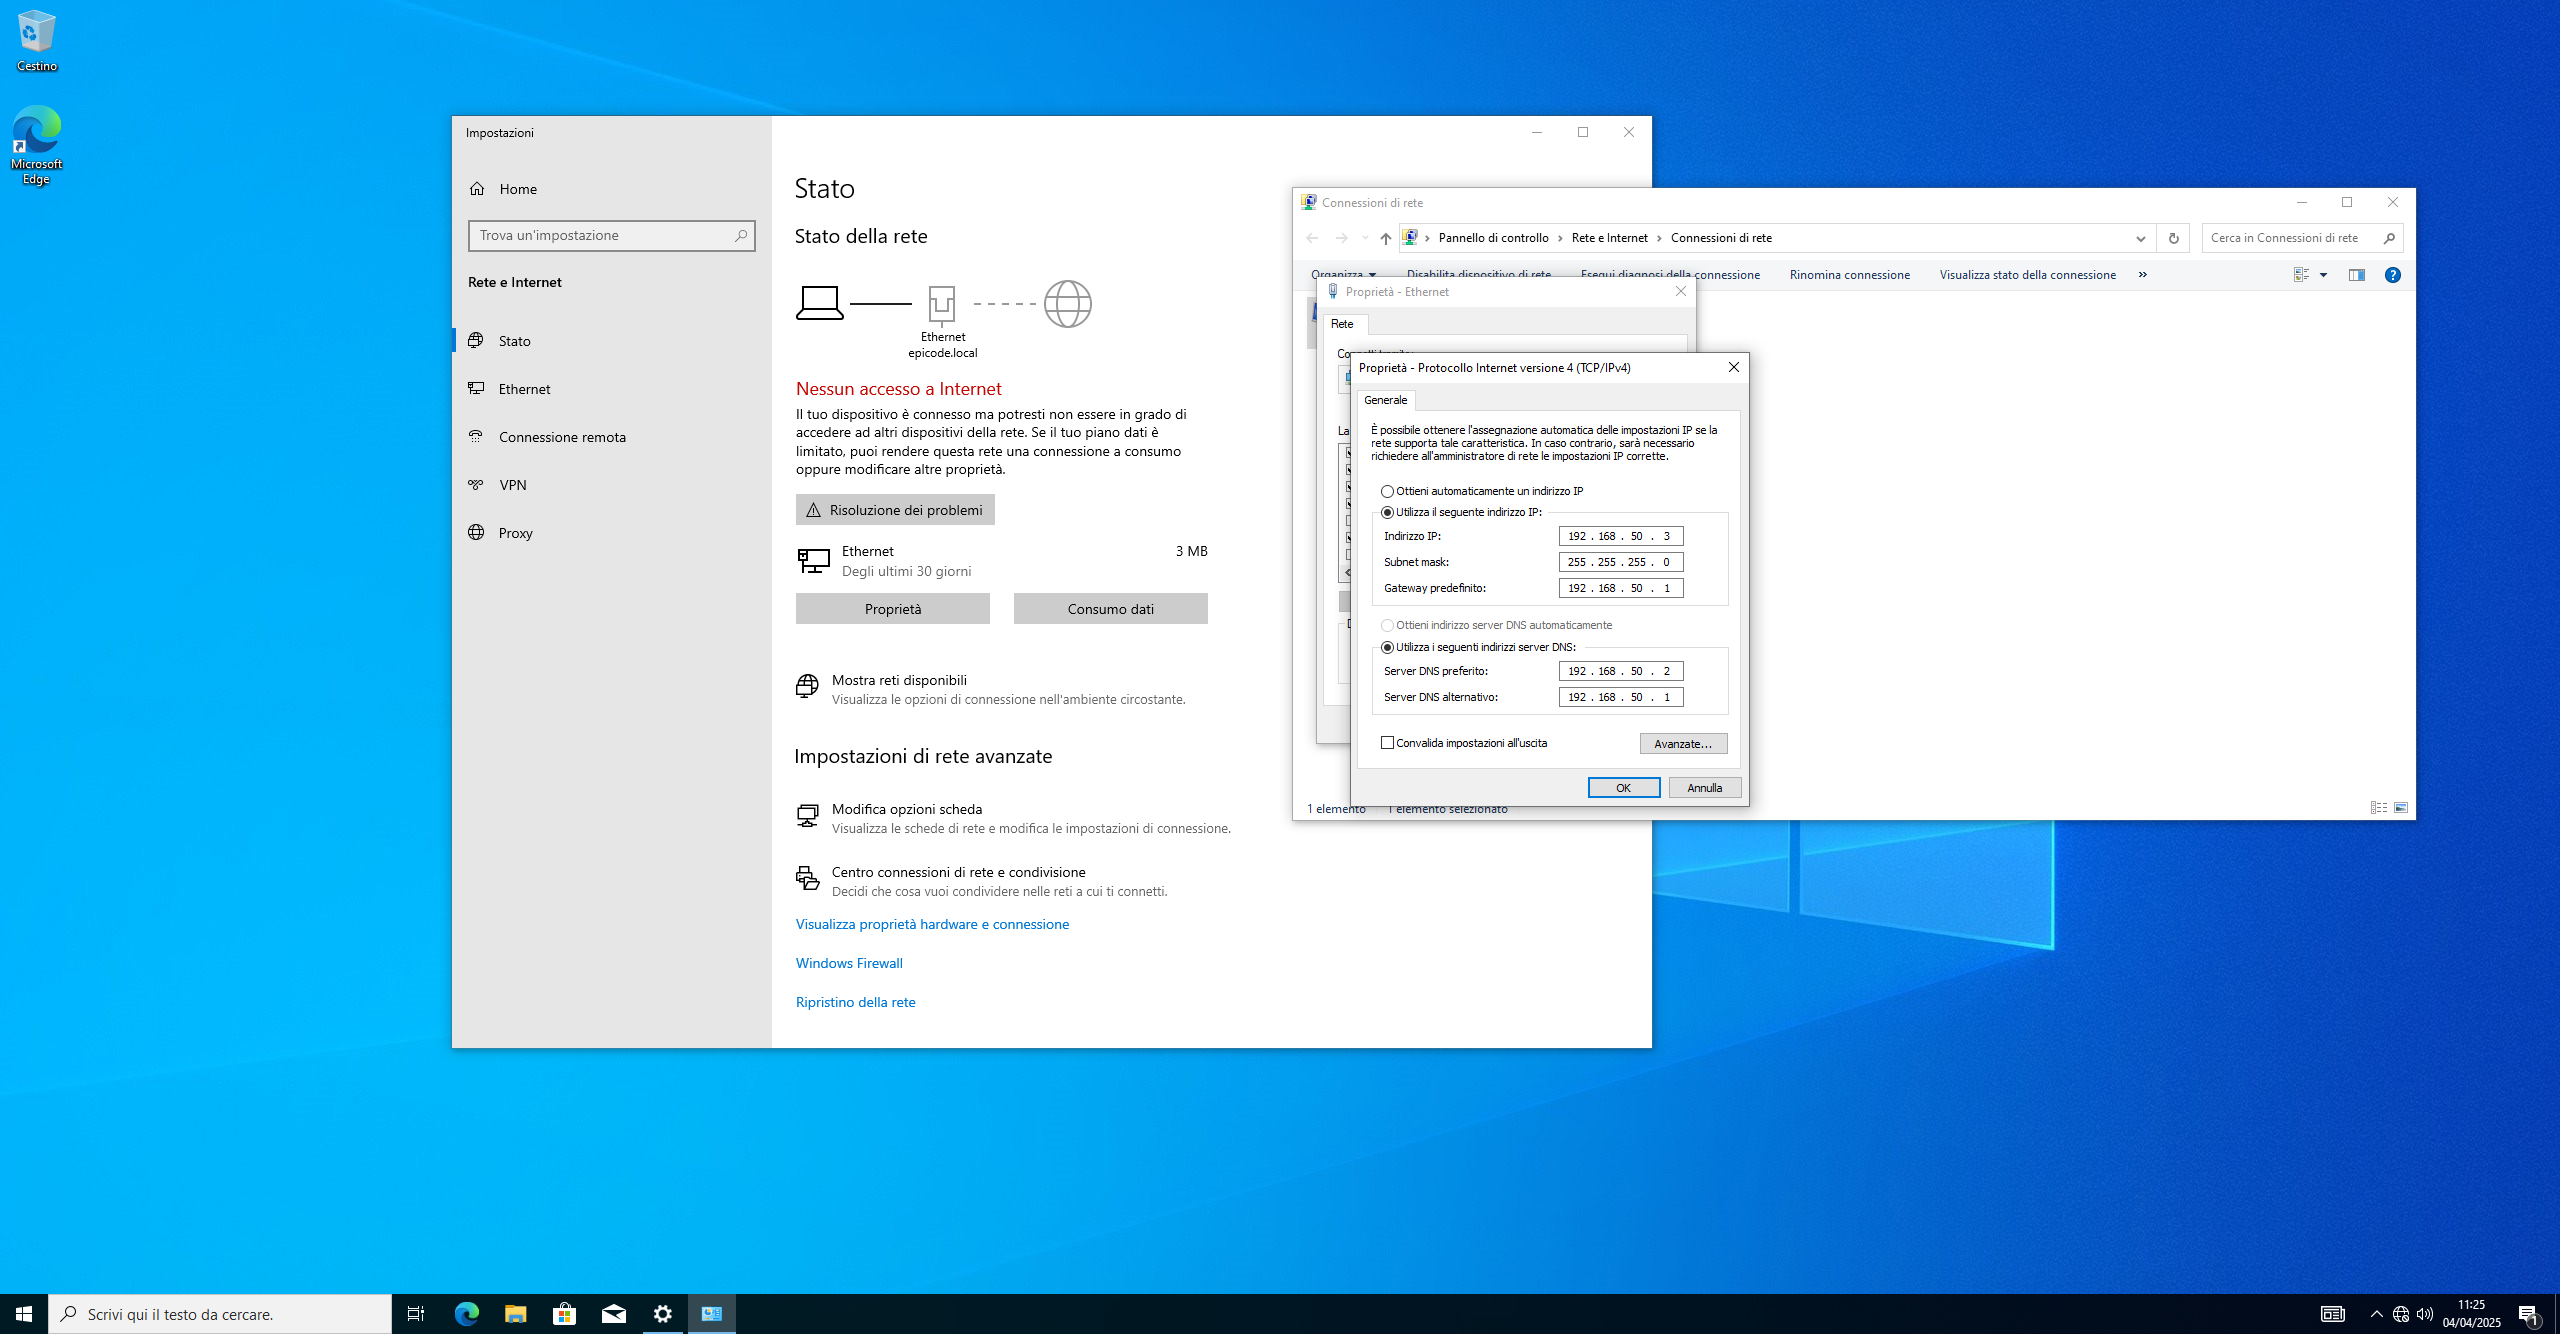 Cestino
Microsoft
Edge
Impostazioni
Home
Trova un'impostazione
Rete e Internet
Stato
Ethernet
Connessione remota
VPN
Proxy
Stato
Stato della rete
Ethernet
epicode.local
Nessun accesso a Internet
Il tuo dispositivo è connesso ma potresti non essere in grado di
accedere ad altri dispositivi della rete. Se il tuo piano dati è
limitato, puoi rendere questa rete una connessione a consumo
oppure modificare altre proprietà.
Risoluzione dei problemi
Ethernet 3 MB
Degli ultimi 30 giorni
Proprietà Consumo dati
Mostra reti disponibili
Visualizza le opzioni di connessione nell'ambiente circostante.
Impostazioni di rete avanzate
Modifica opzioni scheda
Visualizza le schede di rete e modifica le impostazioni di connessione.
Centro connessioni di rete e condivisione
Decidi che cosa vuoi condividere nelle reti a cui ti connetti.
Visualizza proprietà hardware e connessione
Windows Firewall
Ripristino della rete
Connessioni di rete
Pannello di controllo › Rete e Internet › Connessioni di rete
Cerca in Connessioni di rete
Organizza Disabilita dispositivo di rete Esegui diagnosi della connessione Rinomina connessione Visualizza stato della connessione »
Proprietà - Ethernet
Rete
Proprietà - Protocollo Internet versione 4 (TCP/IPv4)
Generale
È possibile ottenere l'assegnazione automatica delle impostazioni IP se la
rete supporta tale caratteristica. In caso contrario, sarà necessario
richiedere all'amministratore di rete le impostazioni IP corrette.
Ottieni automaticamente un indirizzo IP
Utilizza il seguente indirizzo IP:
Indirizzo IP: 192 . 168 . 50 . 3
Subnet mask: 255 . 255 . 255 . 0
Gateway predefinito: 192 . 168 . 50 . 1
Ottieni indirizzo server DNS automaticamente
Utilizza i seguenti indirizzi server DNS:
Server DNS preferito: 192 . 168 . 50 . 2
Server DNS alternativo: 192 . 168 . 50 . 1
Convalida impostazioni all'uscita
Avanzate...
OK Annulla
1 elemento 1 elemento selezionato
Scrivi qui il testo da cercare.
11:25
04/04/2025
1